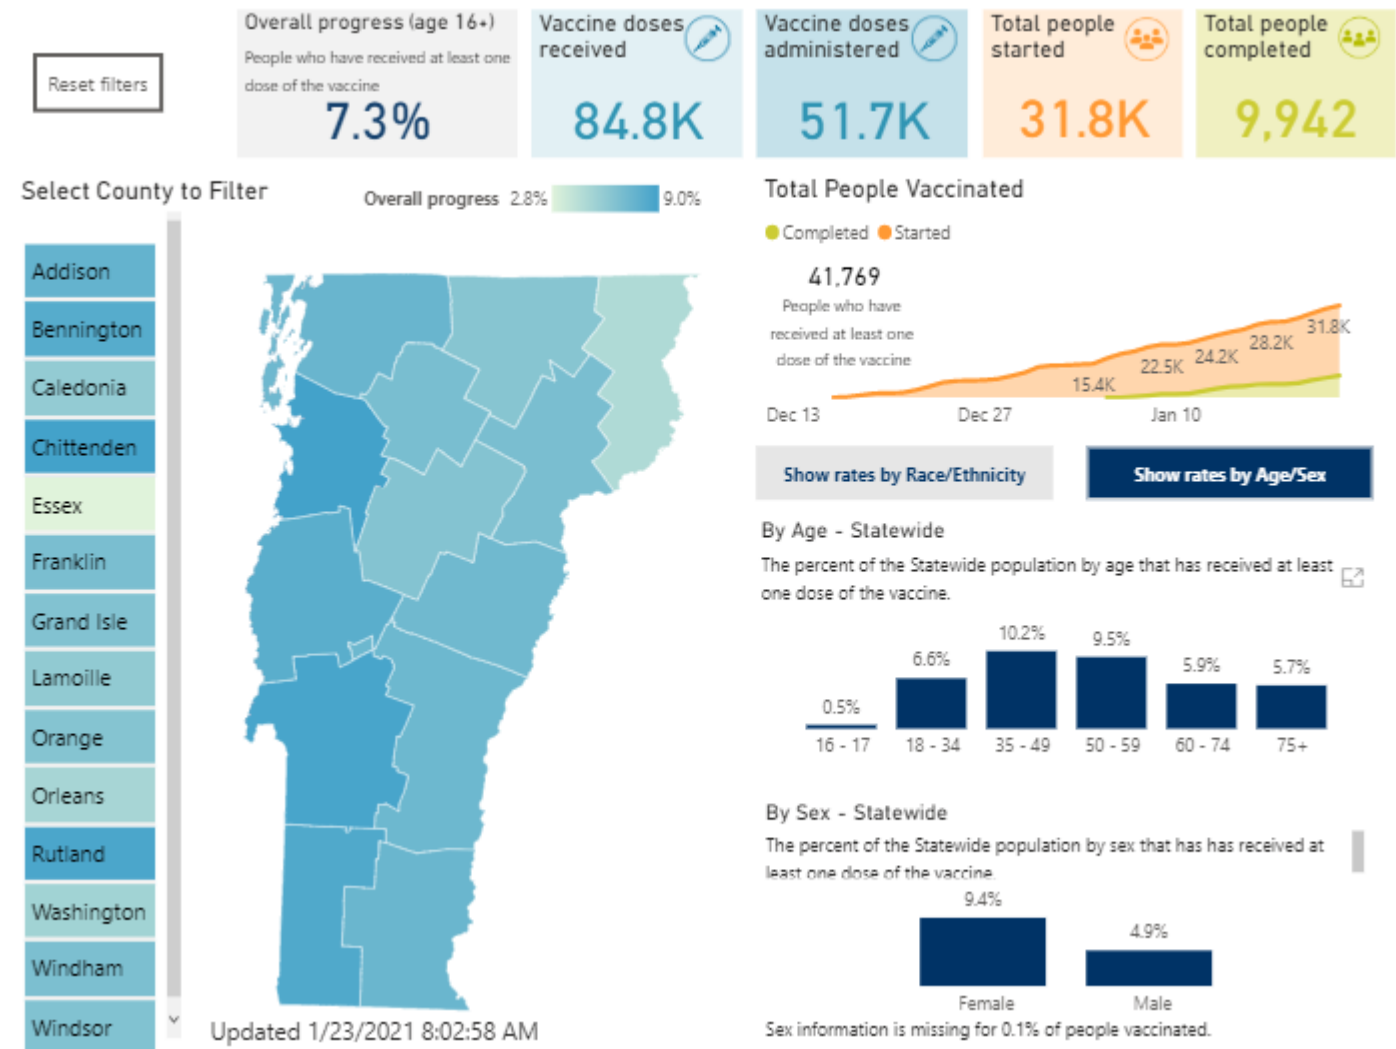 Reset filters
Overall progress (age 16+)
People who have received at least one
dose of the vaccine
7.3%
Vaccine doses
received
84.8K
Vaccine doses
administered
51.7K
Total people
started
31.8K
Total people
completed
9,942
Select County to Filter
Addison
Bennington
Caledonia
Chittenden
Essex
Franklin
Grand Isle
Lamoille
Orange
Orleans
Rutland
Washington
Windham
Windsor
Overall progress 2.8% 9.0%
Updated 1/23/2021 8:02:58 AM
Total People Vaccinated
Completed Started
41,769
People who have
received at least one
dose of the vaccine
15.4K 22.5K 24.2K 28.2K 31.8K
Dec 13 Dec 27 Jan 10
Show rates by Race/Ethnicity
Show rates by Age/Sex
By Age - Statewide
The percent of the Statewide population by age that has received at least
one dose of the vaccine.
0.5% 6.6% 10.2% 9.5% 5.9% 5.7%
16 - 17 18 - 34 35 - 49 50 - 59 60 - 74 75+
By Sex - Statewide
The percent of the Statewide population by sex that has has received at
least one dose of the vaccine.
9.4% 4.9%
Female Male
Sex information is missing for 0.1% of people vaccinated.